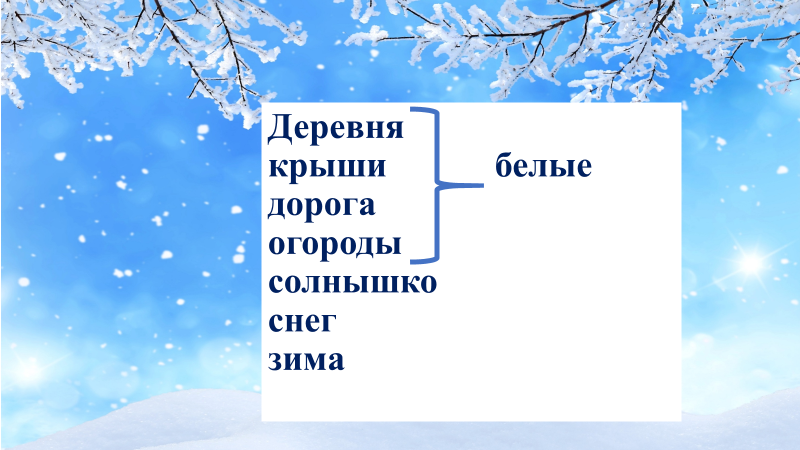 Деревня
крыши белые
дорога
огороды
солнышко
снег
зима